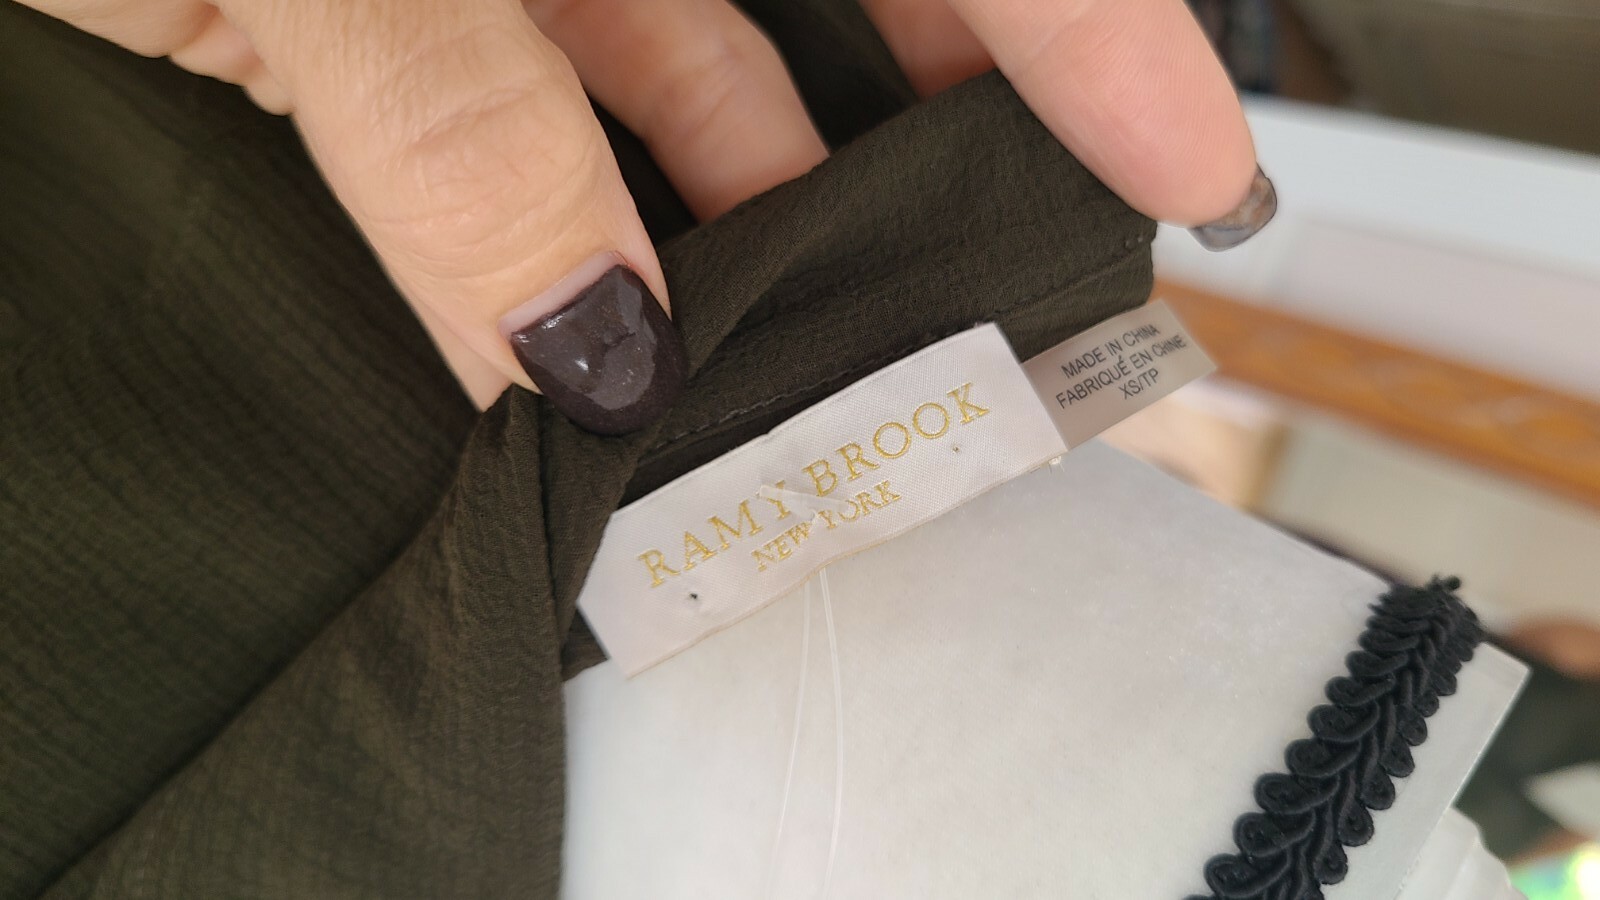 RAMY BROOK
NEW YORK
MADE IN CHINA
FABRIQUÉ EN CHINE
XS/TP